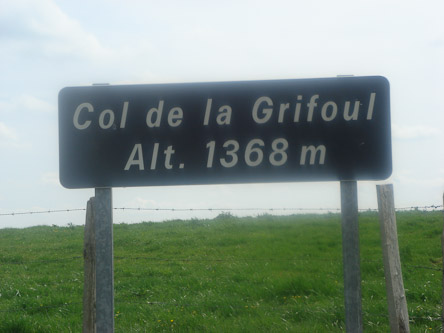 Col de la Grifoul
Alt. 1368 m